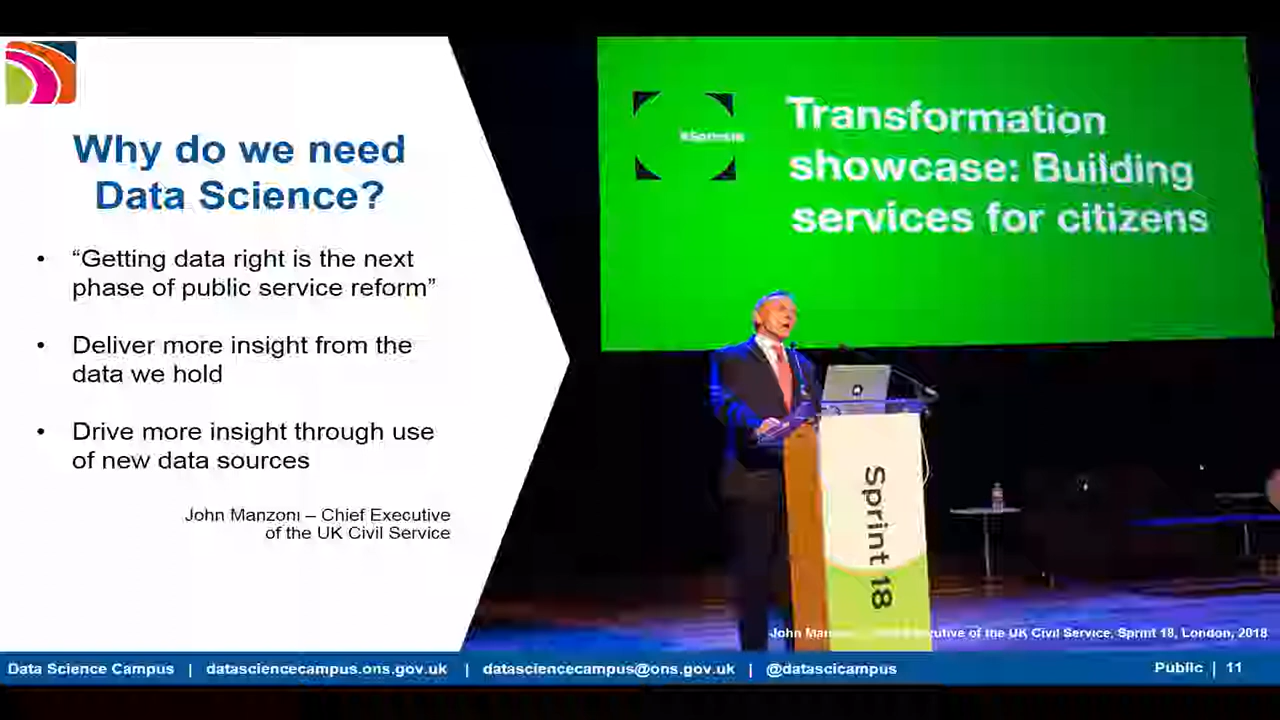 Why do we need
Data Science?
• “Getting data right is the next
phase of public service reform”
• Deliver more insight from the
data we hold
• Drive more insight through use
of new data sources
John Manzoni – Chief Executive
of the UK Civil Service
Transformation
showcase: Building
services for citizens
Sprint 18
of the UK Civil Service, Sprint 18, London, 2018
Data Science Campus | datasciencecampus.ons.gov.uk | datasciencecampus@ons.gov.uk | @datascicampus
Public | 11